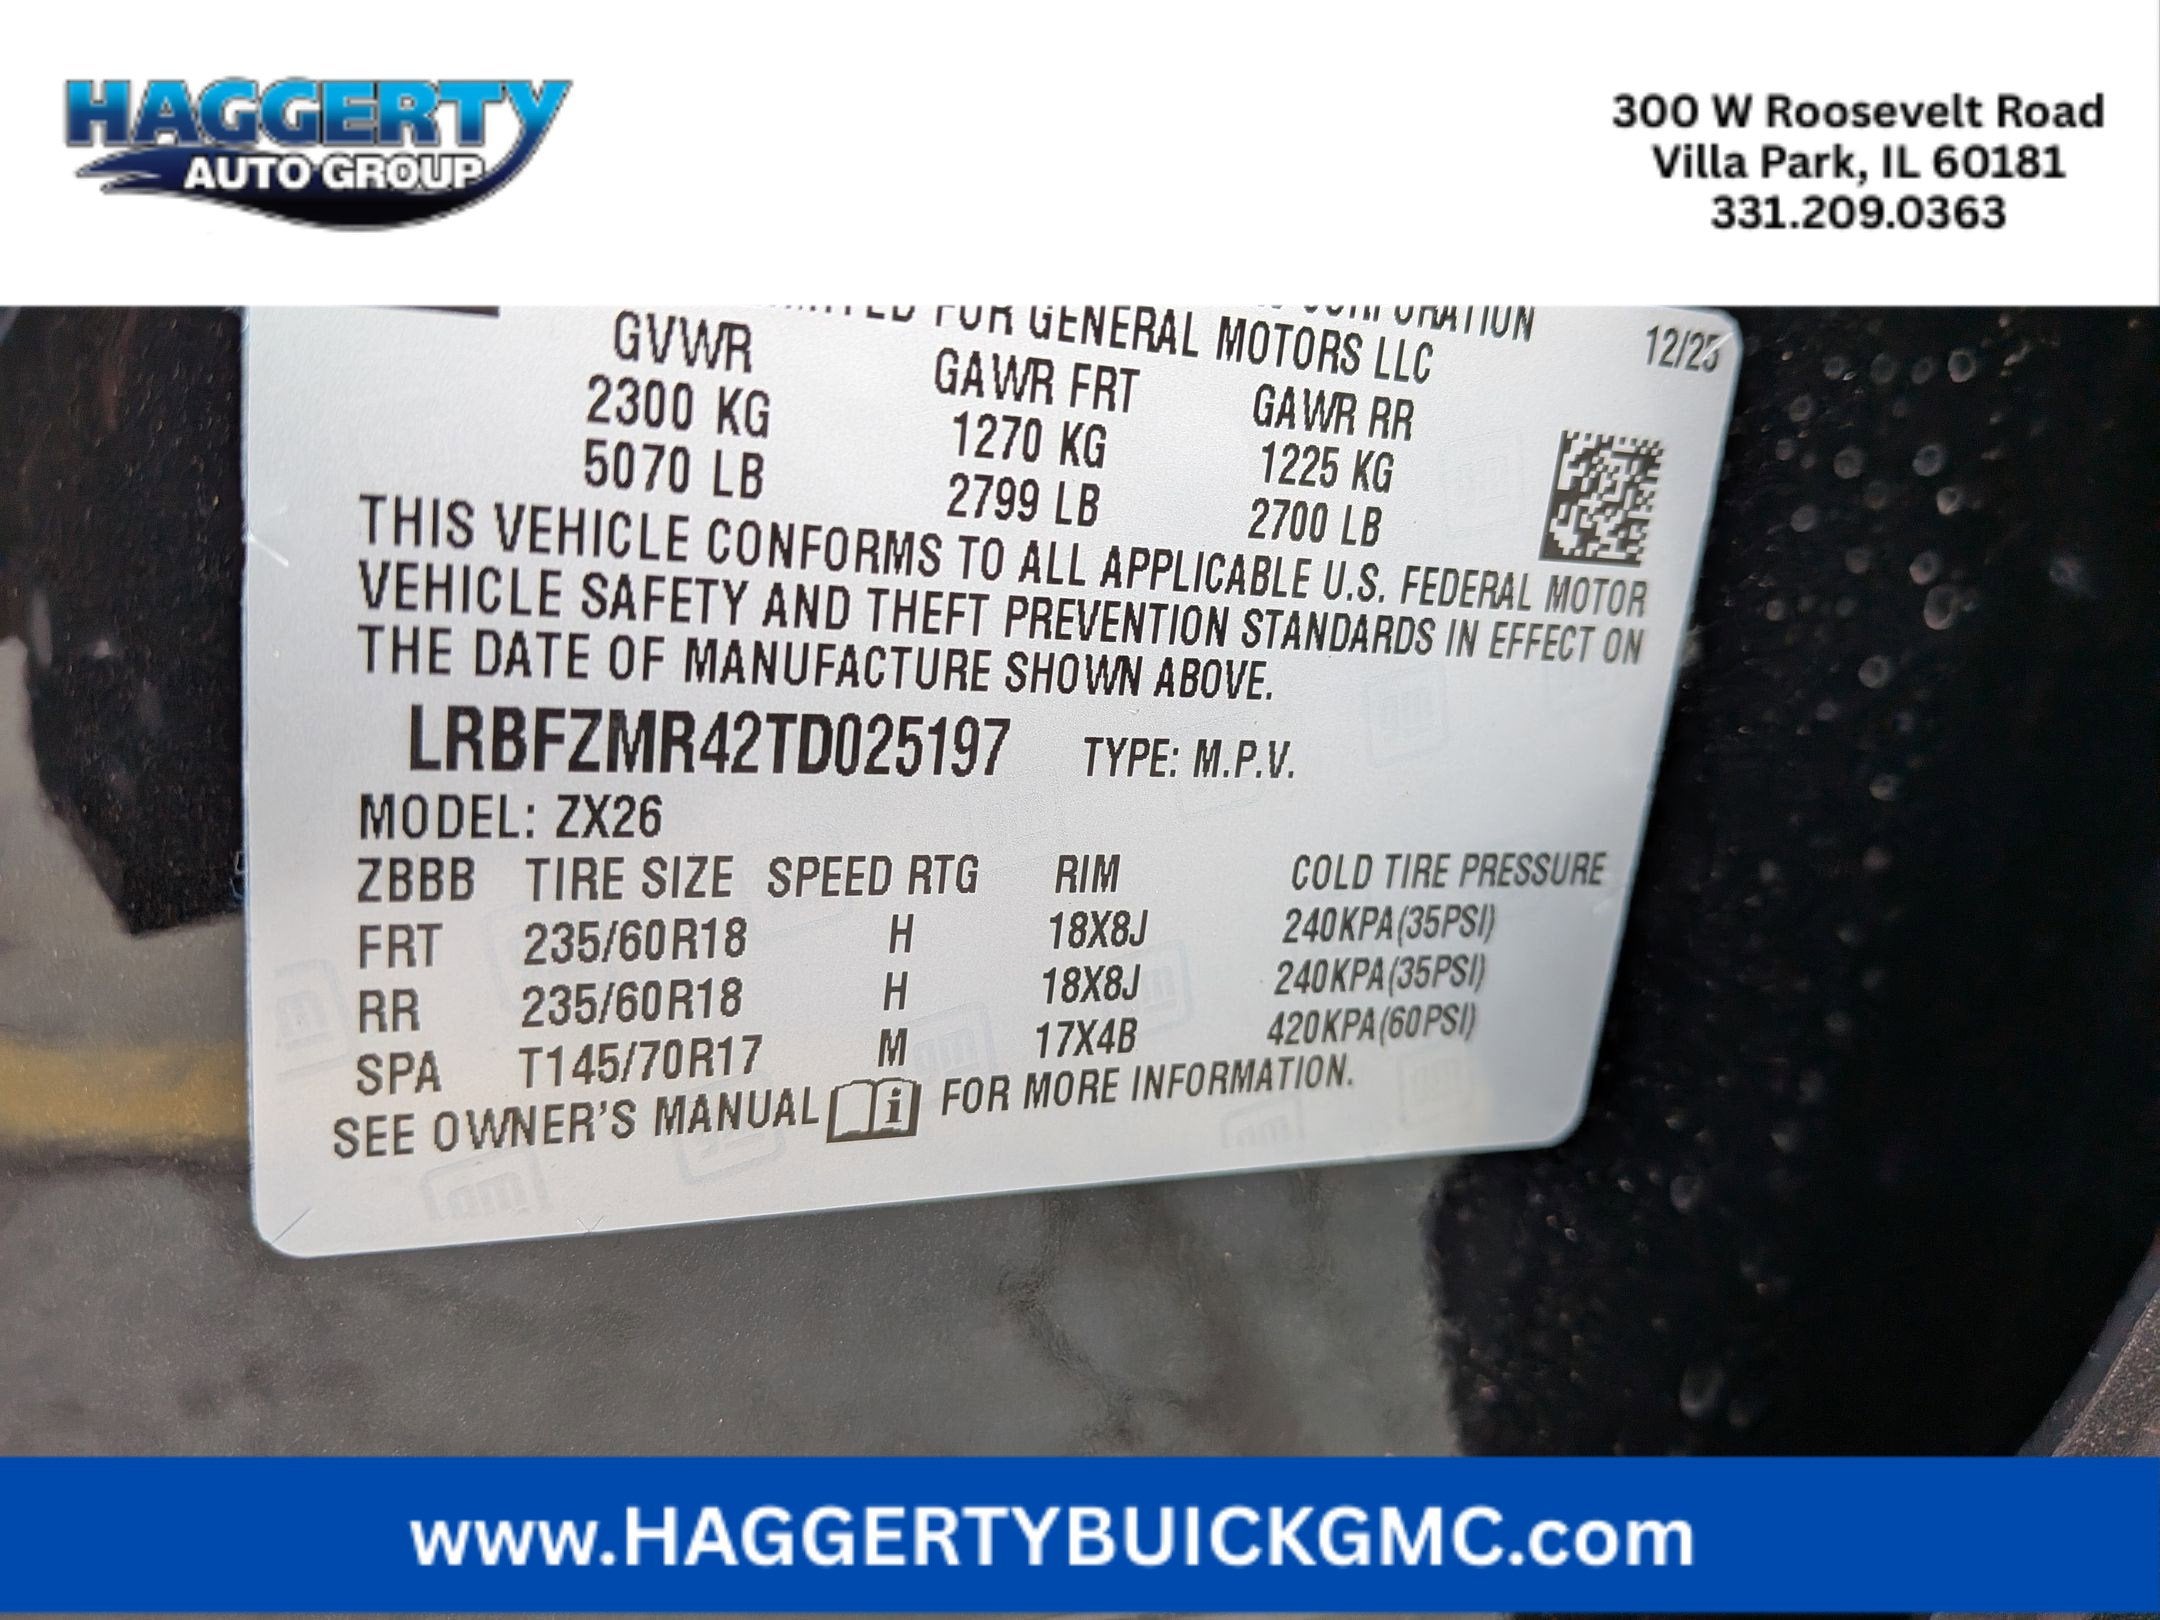 HAGGERTY
AUTO GROUP
300 W Roosevelt Road
Villa Park, IL 60181
331.209.0363
CORPORATION
FOR GENERAL MOTORS LLC
12/25
GVWR GAWR FRT GAWR RR
2300 KG 1270 KG 1225 KG
5070 LB 2799 LB 2700 LB
THIS VEHICLE CONFORMS TO ALL APPLICABLE U.S. FEDERAL MOTOR
VEHICLE SAFETY AND THEFT PREVENTION STANDARDS IN EFFECT ON
THE DATE OF MANUFACTURE SHOWN ABOVE.
LRBFZMR42TD025197 TYPE: M.P.V.
MODEL: ZX26
ZBBB TIRE SIZE SPEED RTG RIM COLD TIRE PRESSURE
FRT 235/60R18 H 18X8J 240KPA(35PSI)
RR 235/60R18 H 18X8J 240KPA(35PSI)
SPA T145/70R17 M 17X4B 420KPA(60PSI)
SEE OWNER'S MANUAL i FOR MORE INFORMATION.
www.HAGGERTYBUICKGMC.com